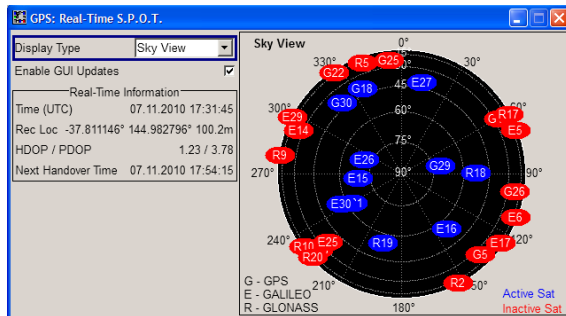 GPS: Real-Time S.P.O.T.
Display Type Sky View
Enable GUI Updates
Real-Time Information
Time (UTC) 07.11.2010 17:31:45
Rec Loc -37.811146° 144.982796° 100.2m
HDOP / PDOP 1.23 / 3.78
Next Handover Time 07.11.2010 17:54:15
Sky View
0°
330° 30°
R5 G25
G22
45°
E27
G18
G30
60°
300°
E29
E14
R17
E5
75°
R9
E26
G29
R18
270° 90° 90°
E15
G26
E30
E6
E16
240° R10 E25
R19
E17 120°
R20
G5
R2
G - GPS 210°
E - GALILEO
R - GLONASS 180°
Active Sat
Inactive Sat